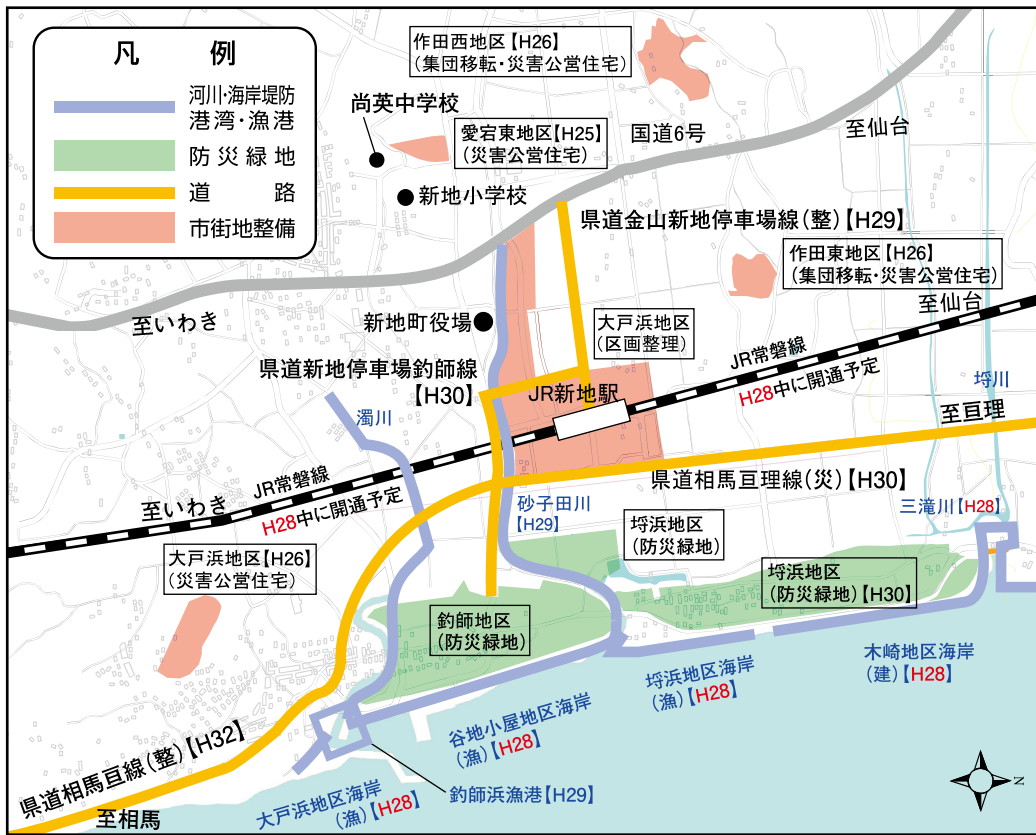 凡 例
河川・海岸堤防
港湾・漁港
防災緑地
道 路
市街地整備
作田西地区【H26】
(集団移転・災害公営住宅)
尚英中学校
愛宕東地区【H25】
(災害公営住宅)
国道6号
至仙台
新地小学校
県道金山新地停車場線(整)【H29】
作田東地区【H26】
(集団移転・災害公営住宅)
至仙台
至いわき
新地町役場
大戸浜地区
(区画整理)
JR常磐線
H28中に開通予定
県道新地停車場釣師線
【H30】
JR新地駅
埒川
濁川
至亘理
JR常磐線
至いわき
H28中に開通予定
県道相馬亘理線(災)【H30】
砂子田川
【H29】
三滝川【H28】
埒浜地区
(防災緑地)
大戸浜地区【H26】
(災害公営住宅)
埒浜地区
(防災緑地)【H30】
釣師地区
(防災緑地)
木崎地区海岸
(建)【H28】
埒浜地区海岸
(漁)【H28】
谷地小屋地区海岸
(漁)【H28】
県道相馬亘線(整)【H32】
釣師浜漁港【H29】
大戸浜地区海岸
(漁)【H28】
至相馬
N